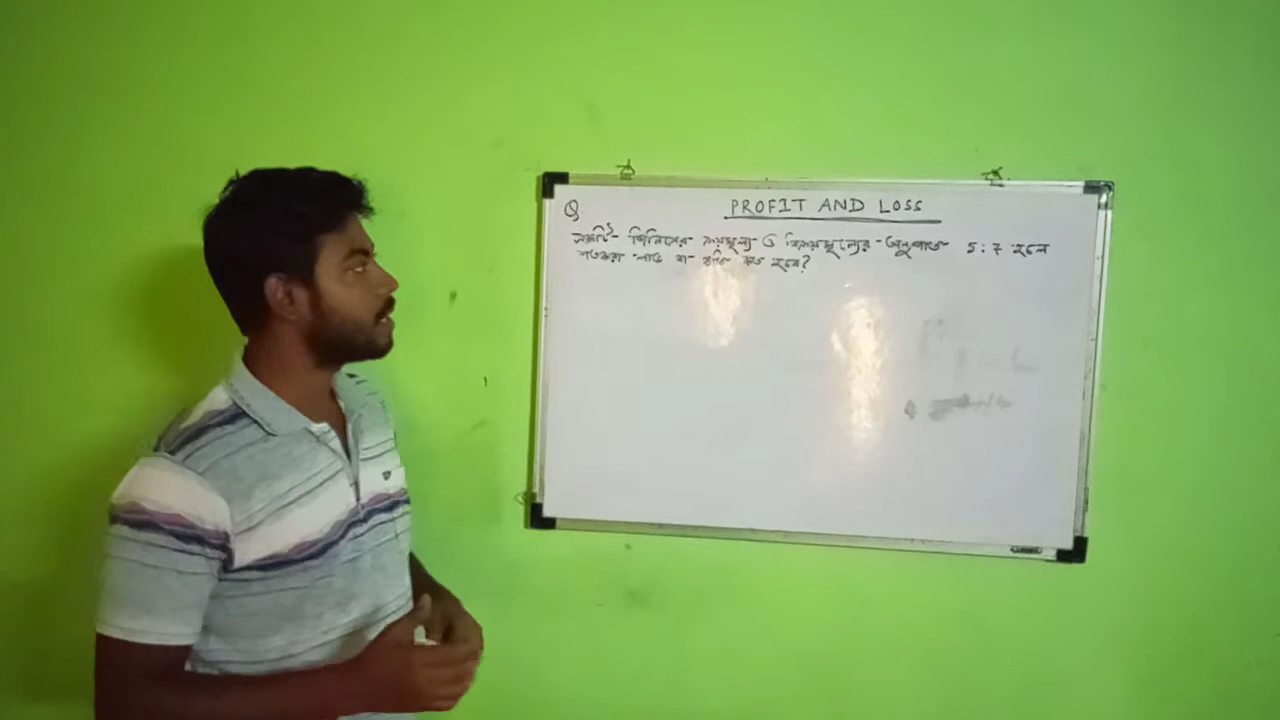 PROFIT AND LOSS
Q
একটি জিনিসের ক্রয়মূল্য ও বিক্রয়মূল্যের অনুপাত 5:7 হলে
শতকরা লাভ বা ক্ষতি কত হবে?